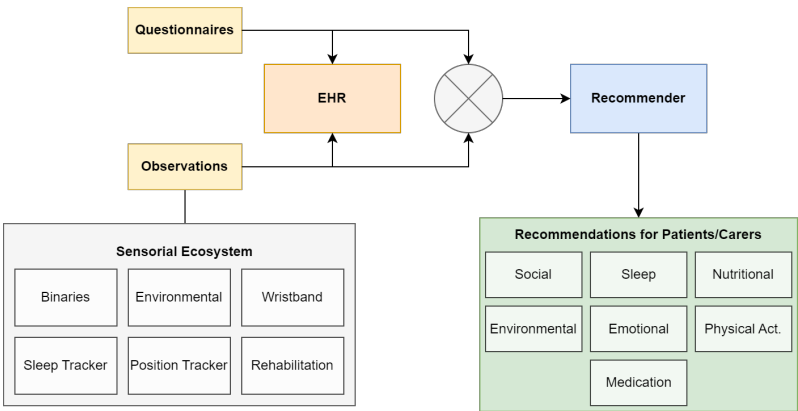 Questionnaires
EHR
Recommender
Observations
Sensorial Ecosystem
Binaries
Environmental
Wristband
Sleep Tracker
Position Tracker
Rehabilitation
Recommendations for Patients/Carers
Social
Sleep
Nutritional
Environmental
Emotional
Physical Act.
Medication